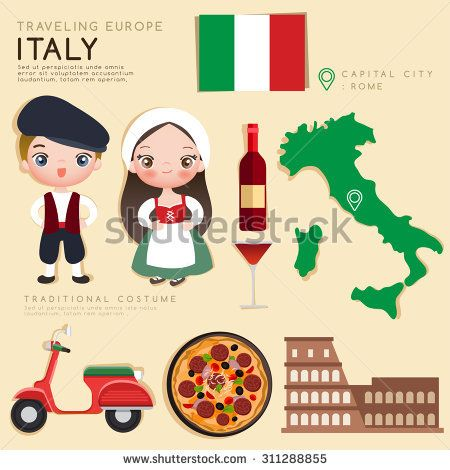 TRAVELING EUROPE
ITALY
Sed ut perspiciatis unde omnis
error sit voluptatem accusantium
laudantium, totam rem aperiam.
CAPITAL CITY
: ROME
shutterstock
TRADITIONAL COSTUME
Sed ut perspiciatis unde omnis iste natus
laudantium, totam rem aperiam .
www.shutterstock.com · 311288855